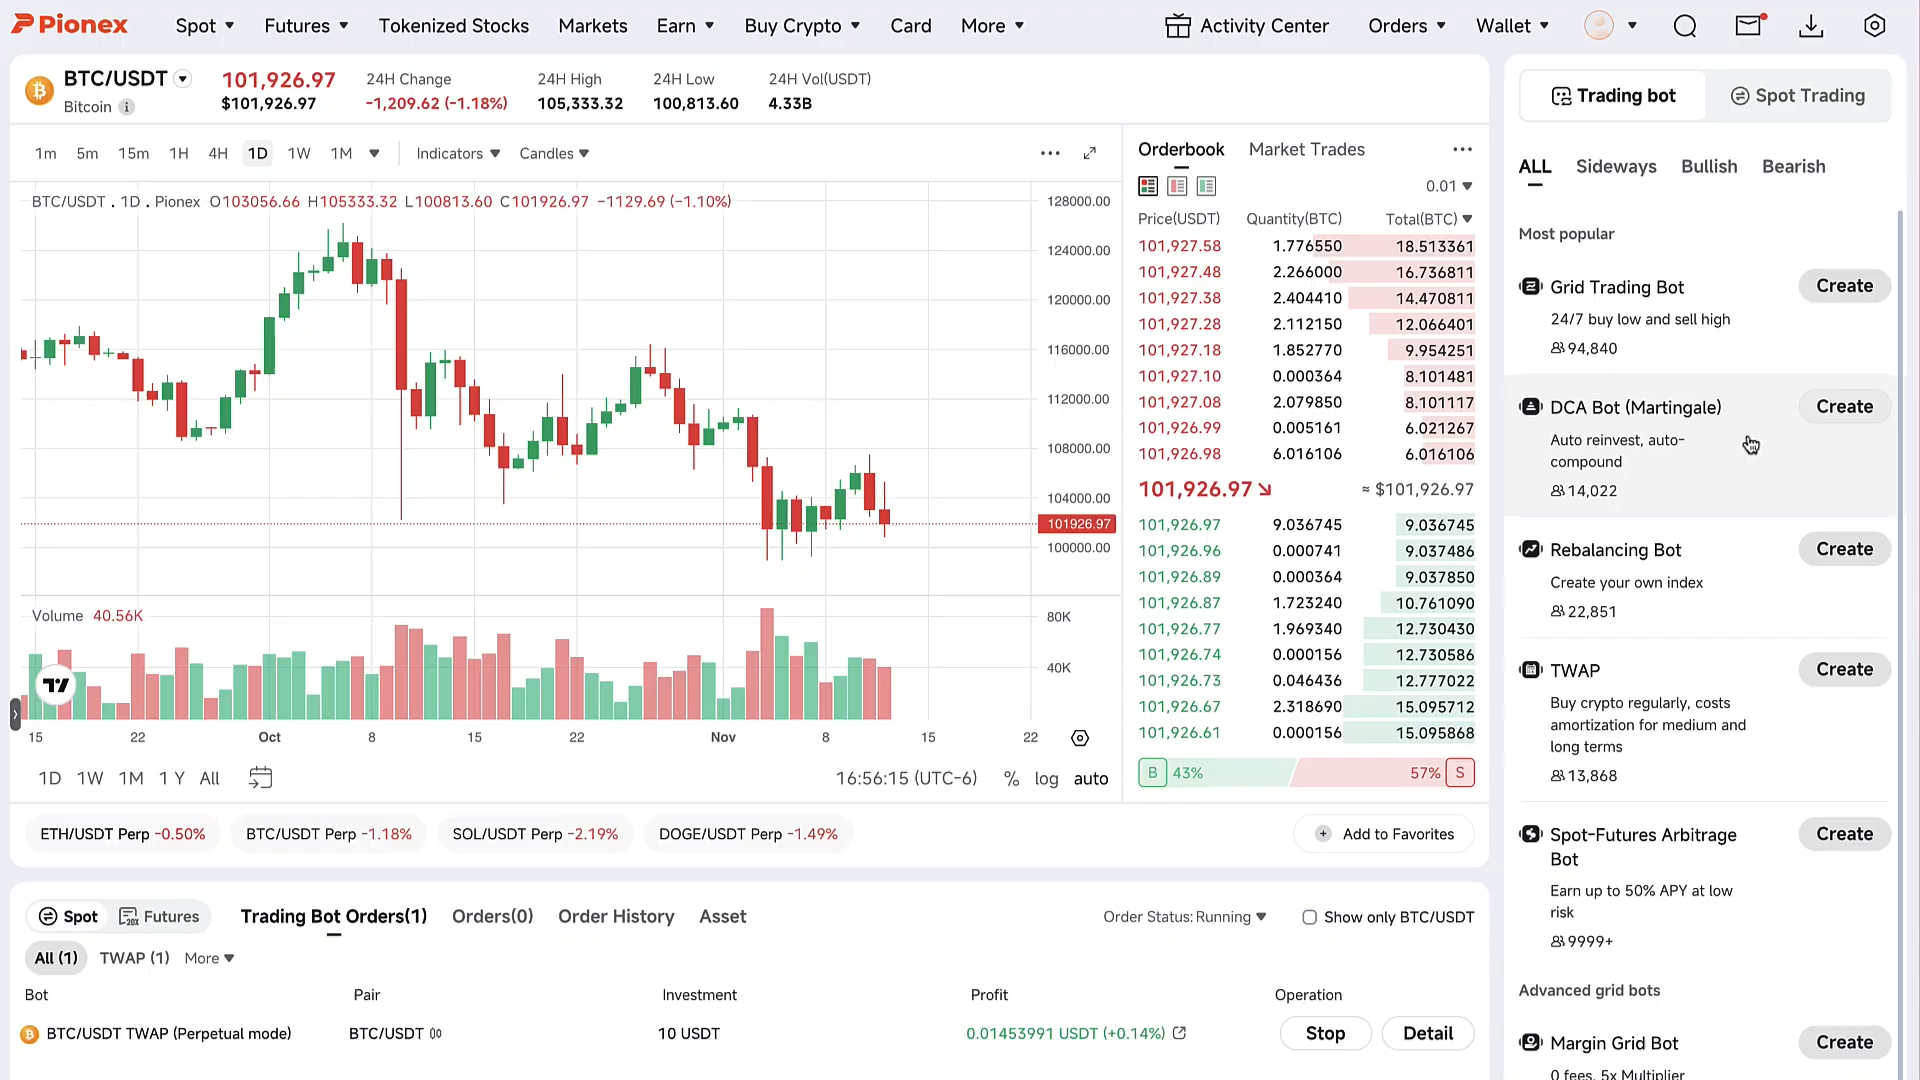 Pionex
Spot
Futures
Tokenized Stocks
Markets
Earn
Buy Crypto
Card
More
Activity Center
Orders
Wallet
BTC/USDT
Bitcoin
101,926.97
$101,926.97
24H Change
-1,209.62 (-1.18%)
24H High
105,333.32
24H Low
100,813.60
24H Vol(USDT)
4.33B
1m 5m 15m 1H 4H 1D 1W 1M
Indicators
Candles
BTC/USDT . 1D . Pionex O103056.66 H105333.32 L100813.60 C101926.97 −1129.69 (−1.10%)
128000.00
124000.00
120000.00
116000.00
112000.00
108000.00
104000.00
101926.97
100000.00
Volume 40.56K
80K
40K
15 22 Oct 8 15 22 Nov 8 15 22
1D 1W 1M 1 Y All
16:56:15 (UTC-6) % log auto
Orderbook
Market Trades
0.01
Price(USDT) Quantity(BTC) Total(BTC)
101,927.58 1.776550 18.513361
101,927.48 2.266000 16.736811
101,927.38 2.404410 14.470811
101,927.28 2.112150 12.066401
101,927.18 1.852770 9.954251
101,927.10 0.000364 8.101481
101,927.08 2.079850 8.101117
101,926.99 0.005161 6.021267
101,926.98 6.016106 6.016106
101,926.97 ↘ ≈ $101,926.97
101,926.97 9.036745 9.036745
101,926.96 0.000741 9.037486
101,926.89 0.000364 9.037850
101,926.87 1.723240 10.761090
101,926.77 1.969340 12.730430
101,926.74 0.000156 12.730586
101,926.73 0.046436 12.777022
101,926.67 2.318690 15.095712
101,926.61 0.000156 15.095868
B 43% 57% S
ETH/USDT Perp -0.50%
BTC/USDT Perp -1.18%
SOL/USDT Perp -2.19%
DOGE/USDT Perp -1.49%
+ Add to Favorites
Spot
20X Futures
Trading Bot Orders(1)
Orders(0)
Order History
Asset
Order Status: Running
Show only BTC/USDT
All (1)
TWAP (1)
More
Bot Pair Investment Profit Operation
BTC/USDT TWAP (Perpetual mode) BTC/USDT 10 USDT 0.01453991 USDT (+0.14%) Stop Detail
Trading bot
Spot Trading
ALL
Sideways
Bullish
Bearish
Most popular
Grid Trading Bot
Create
24/7 buy low and sell high
94,840
DCA Bot (Martingale)
Create
Auto reinvest, auto-
compound
14,022
Rebalancing Bot
Create
Create your own index
22,851
TWAP
Create
Buy crypto regularly, costs
amortization for medium and
long terms
13,868
Spot-Futures Arbitrage
Bot
Create
Earn up to 50% APY at low
risk
9999+
Advanced grid bots
Margin Grid Bot
Create
0 fees, 5x Multiplier